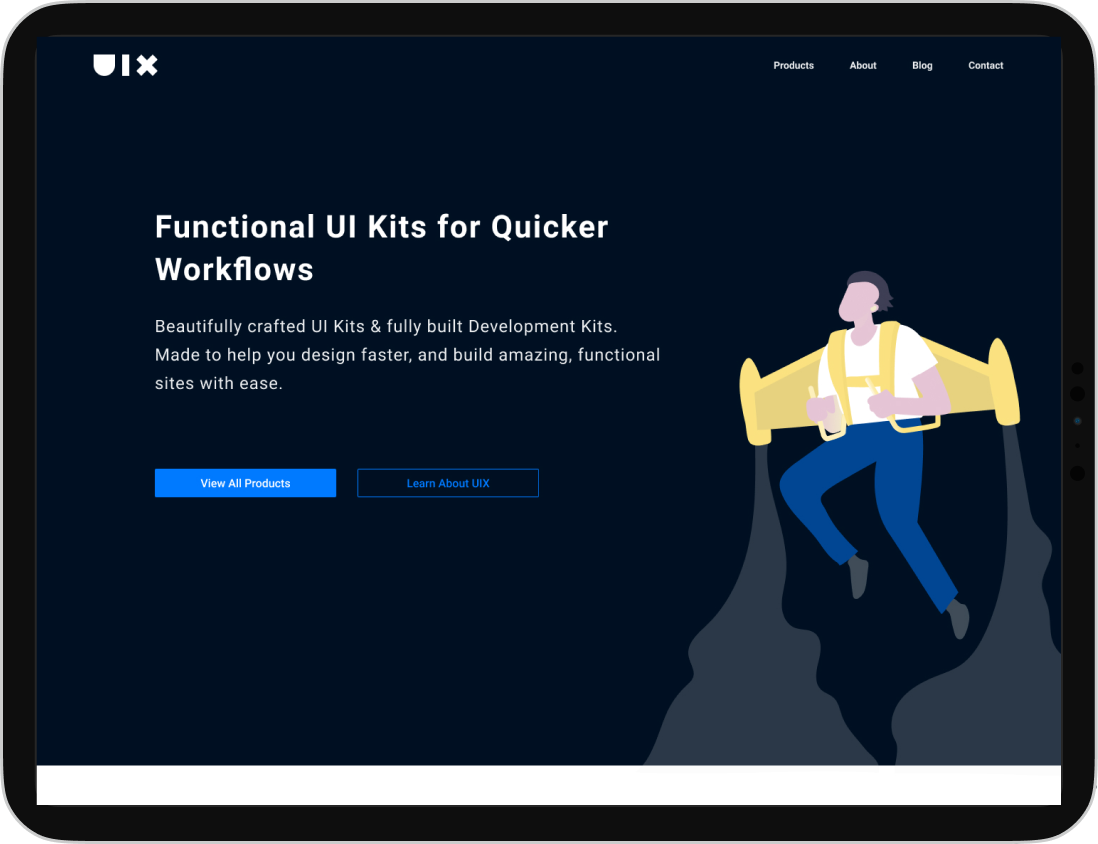 UIX
Products About Blog Contact
Functional UI Kits for Quicker
Workflows
Beautifully crafted UI Kits & fully built Development Kits.
Made to help you design faster, and build amazing, functional
sites with ease.
View All Products Learn About UIX